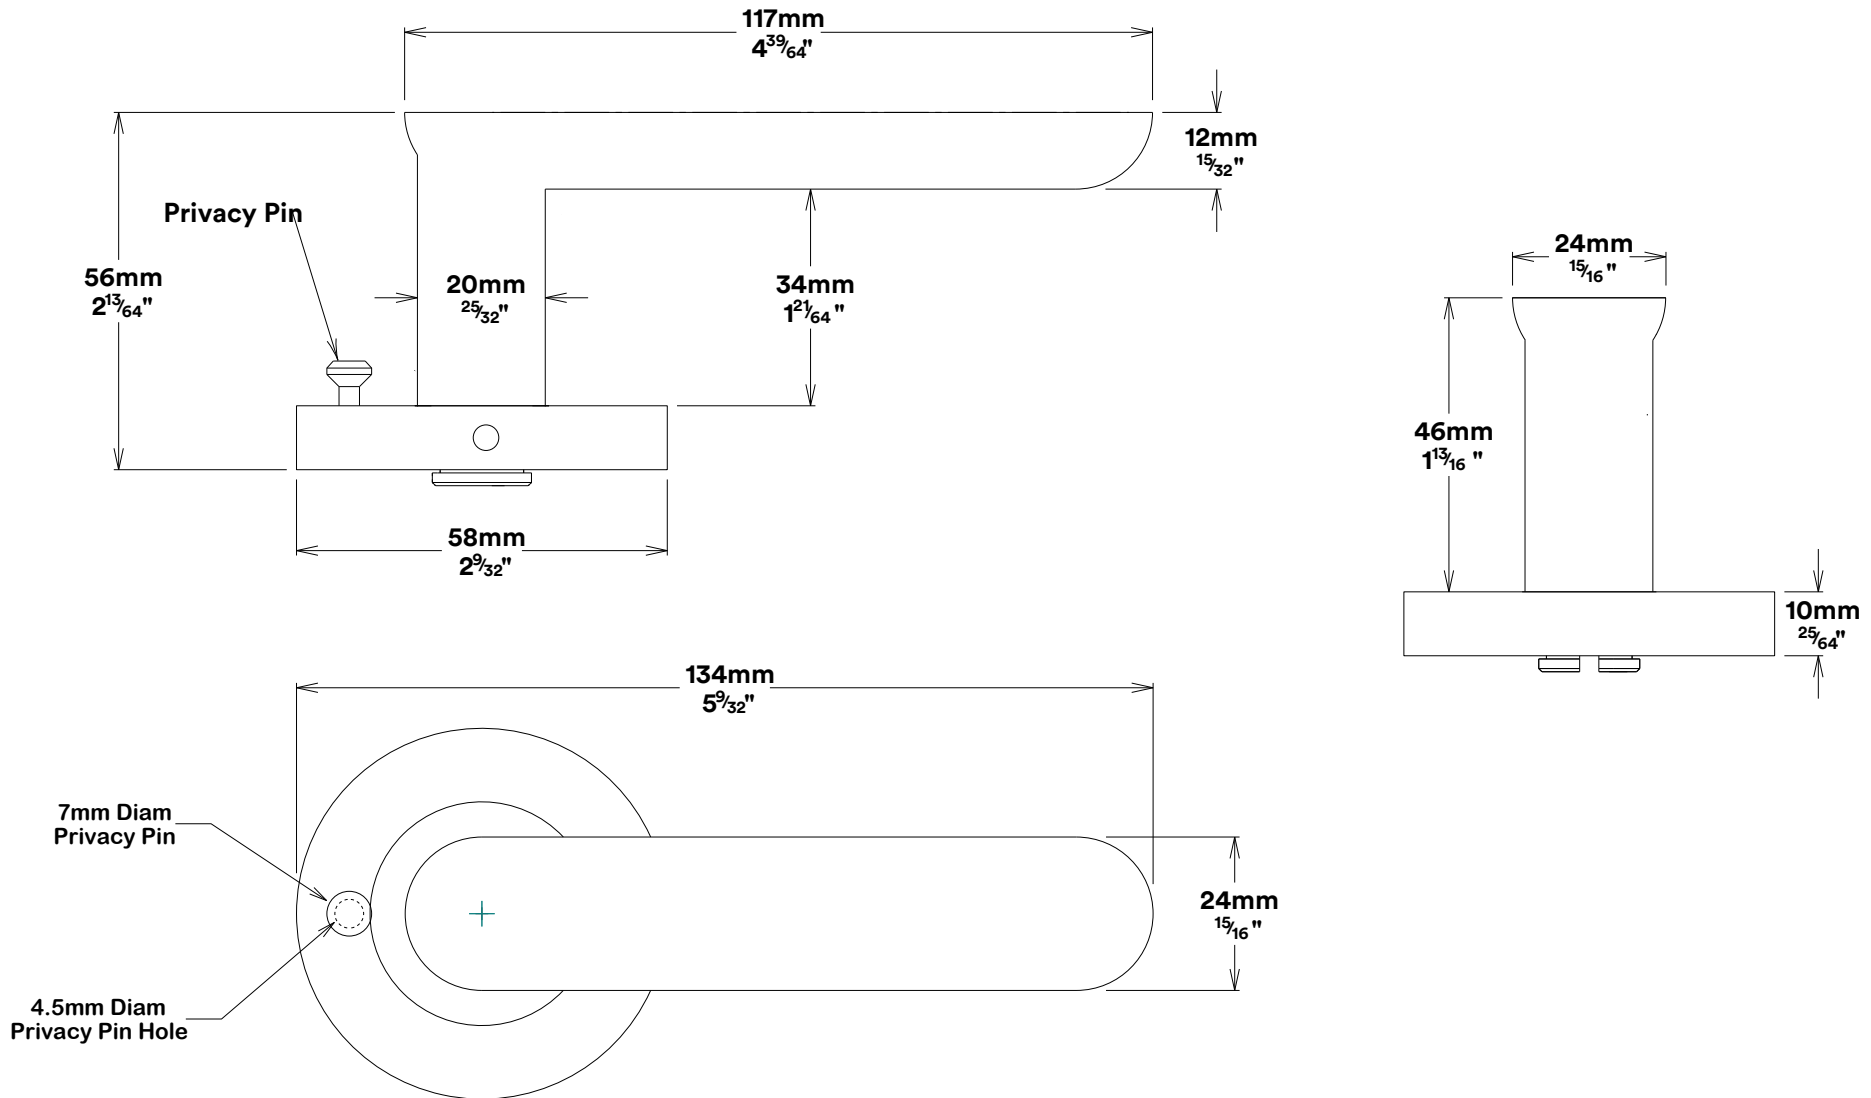 117mm
4 39/64"
12mm
15/32"
Privacy Pin
56mm
2 13/64"
20mm
25/32"
34mm
1 21/64 "
24mm
15/16 "
46mm
1 13/16 "
58mm
2 9/32"
10mm
25/64"
134mm
5 9/32"
7mm Diam
Privacy Pin
24mm
15/16 "
4.5mm Diam
Privacy Pin Hole